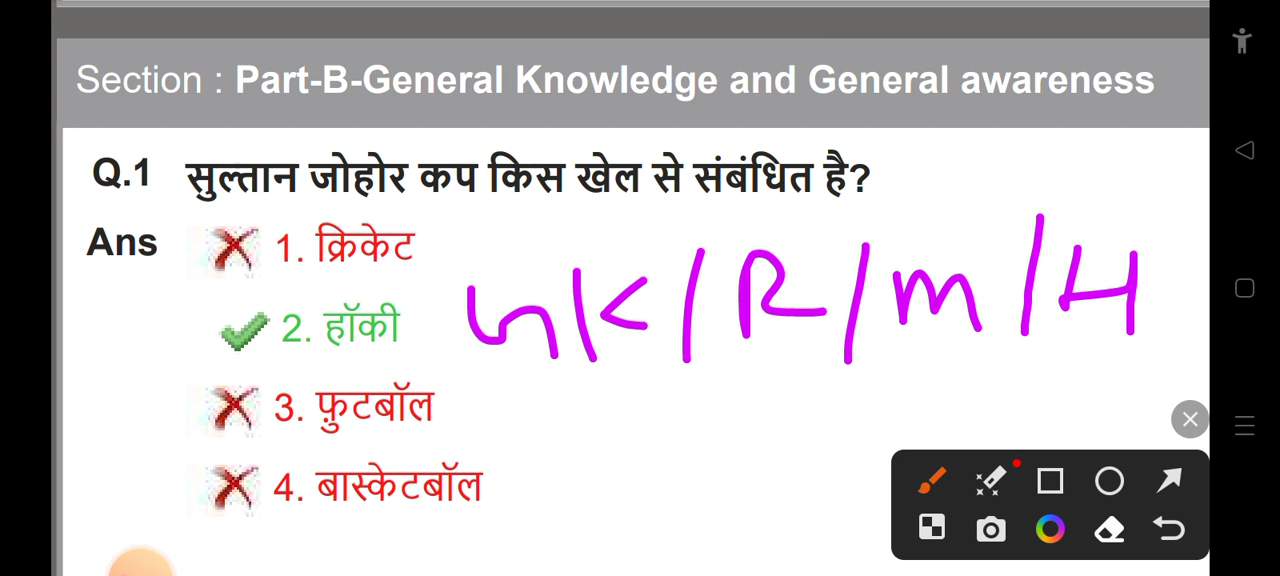 Section : Part-B-General Knowledge and General awareness
Q.1 सुल्तान जोहोर कप किस खेल से संबंधित है?
Ans 1. क्रिकेट
2. हॉकी
/R/m/H
3. फ़ुटबॉल
4. बास्केटबॉल